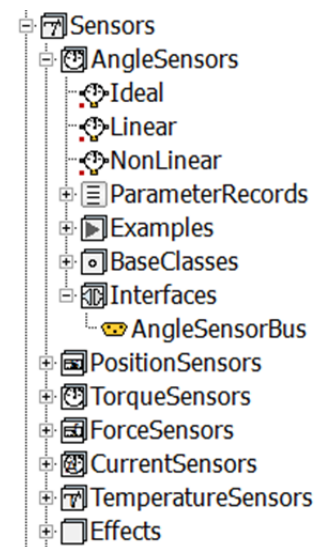 Sensors
AngleSensors
Ideal
Linear
NonLinear
ParameterRecords
Examples
BaseClasses
Interfaces
AngleSensorBus
PositionSensors
TorqueSensors
ForceSensors
CurrentSensors
TemperatureSensors
Effects